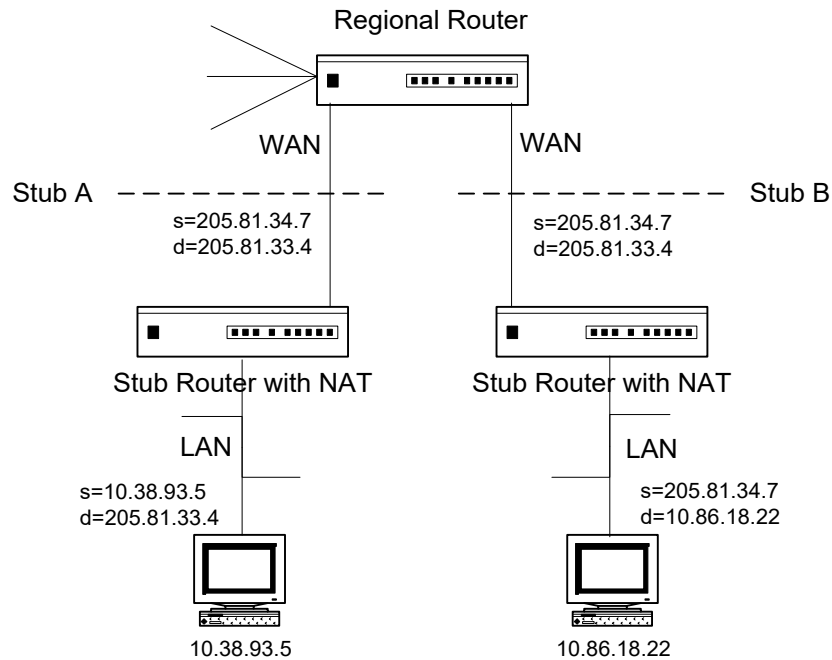 Regional Router
WAN
WAN
Stub A
Stub B
s=205.81.34.7
d=205.81.33.4
s=205.81.34.7
d=205.81.33.4
Stub Router with NAT
Stub Router with NAT
LAN
LAN
s=10.38.93.5
d=205.81.33.4
s=205.81.34.7
d=10.86.18.22
10.38.93.5
10.86.18.22